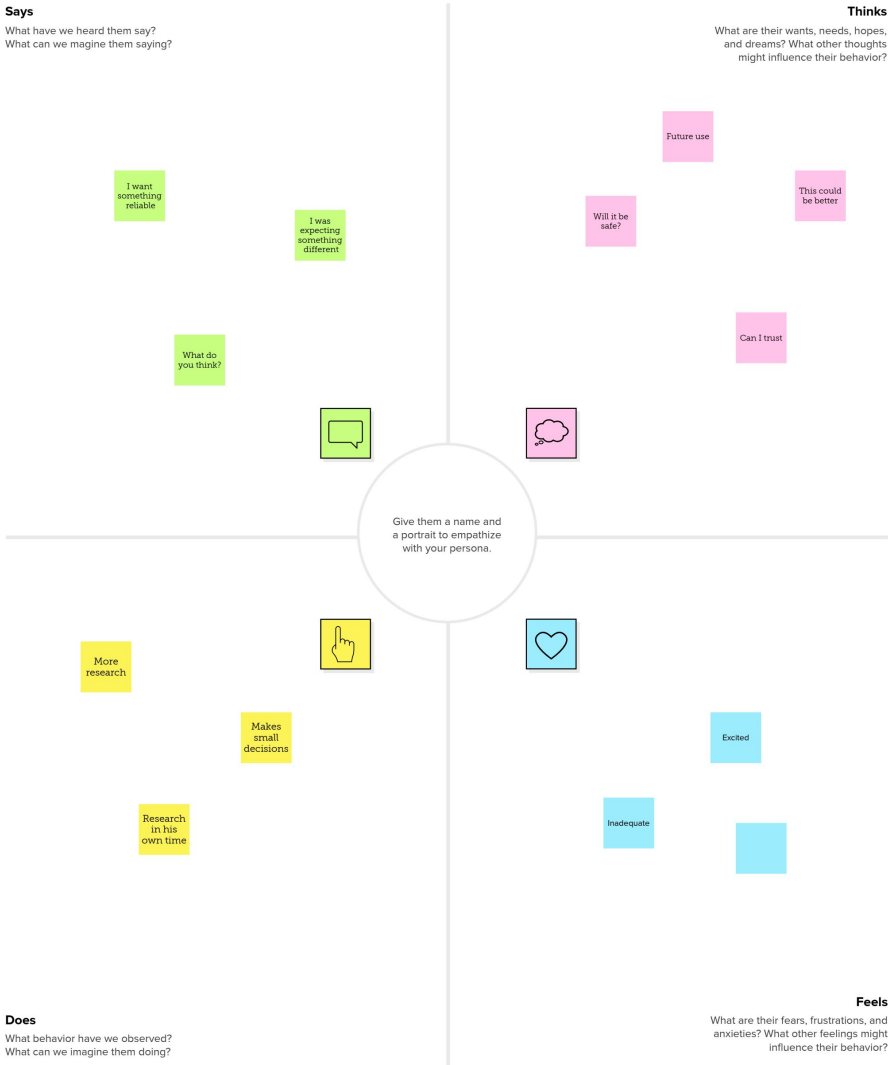 Says
What have we heard them say?
What can we magine them saying?
Thinks
What are their wants, needs, hopes,
and dreams? What other thoughts
might influence their behavior?
I want
something
reliable
I was
expecting
something
different
What do
you think?
Future use
This could
be better
Will it be
safe?
Can I trust
Give them a name and
a portrait to empathize
with your persona.
More
research
Makes
small
decisions
Research
in his
own time
Excited
Inadequate
Does
What behavior have we observed?
What can we imagine them doing?
Feels
What are their fears, frustrations, and
anxieties? What other feelings might
influence their behavior?